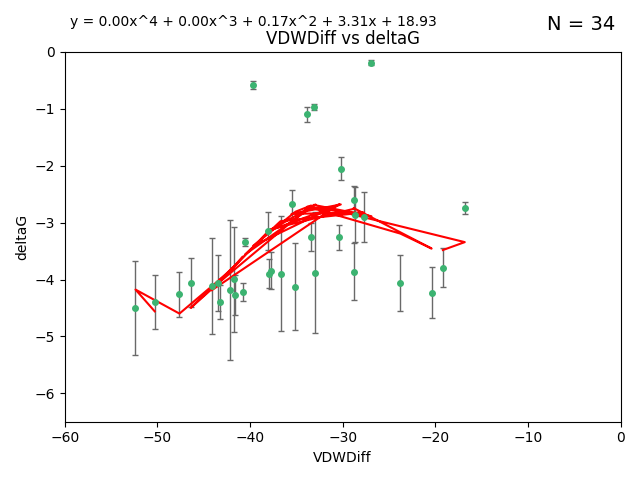 y = 0.00x^4 + 0.00x^3 + 0.17x^2 + 3.31x + 18.93
N = 34
VDWDiff vs deltaG
0
−1
−2
−3
−4
−5
−6
deltaG
−60 −50 −40 −30 −20 −10 0
VDWDiff